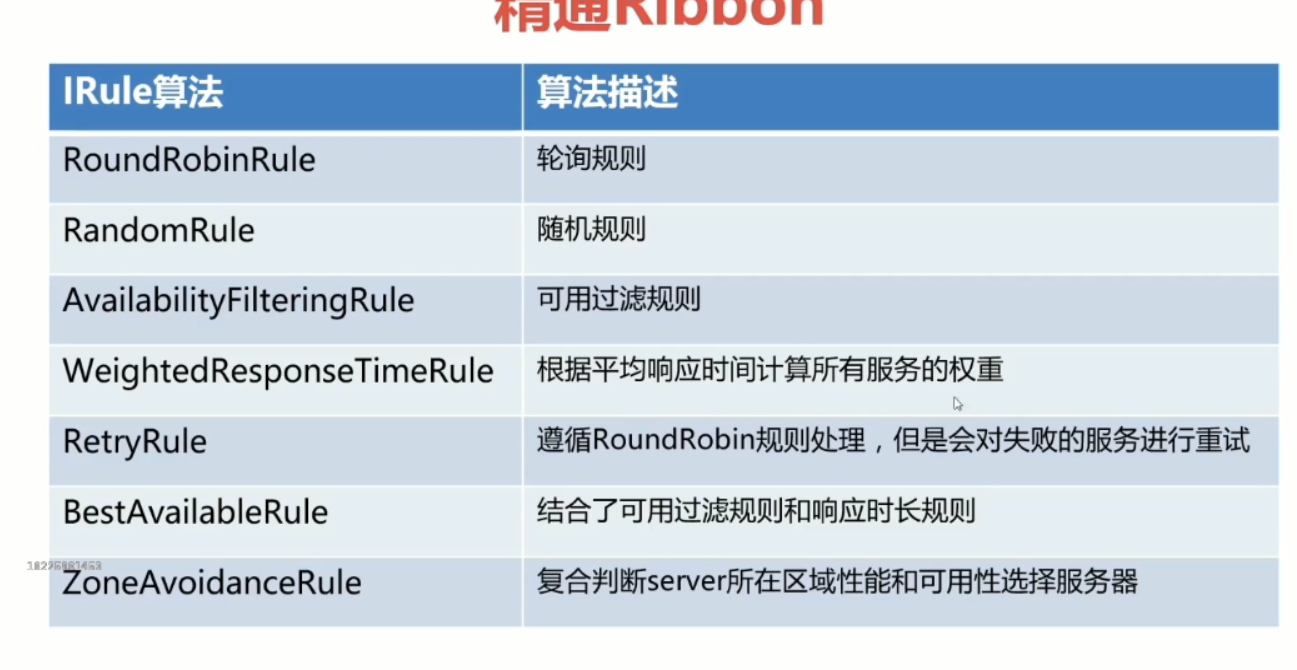 精通Ribbon
IRule算法 算法描述
RoundRobinRule 轮询规则
RandomRule 随机规则
AvailabilityFilteringRule 可用过滤规则
WeightedResponseTimeRule 根据平均响应时间计算所有服务的权重
RetryRule 遵循RoundRobin规则处理，但是会对失败的服务进行重试
BestAvailableRule 结合了可用过滤规则和响应时长规则
ZoneAvoidanceRule 复合判断server所在区域性能和可用性选择服务器